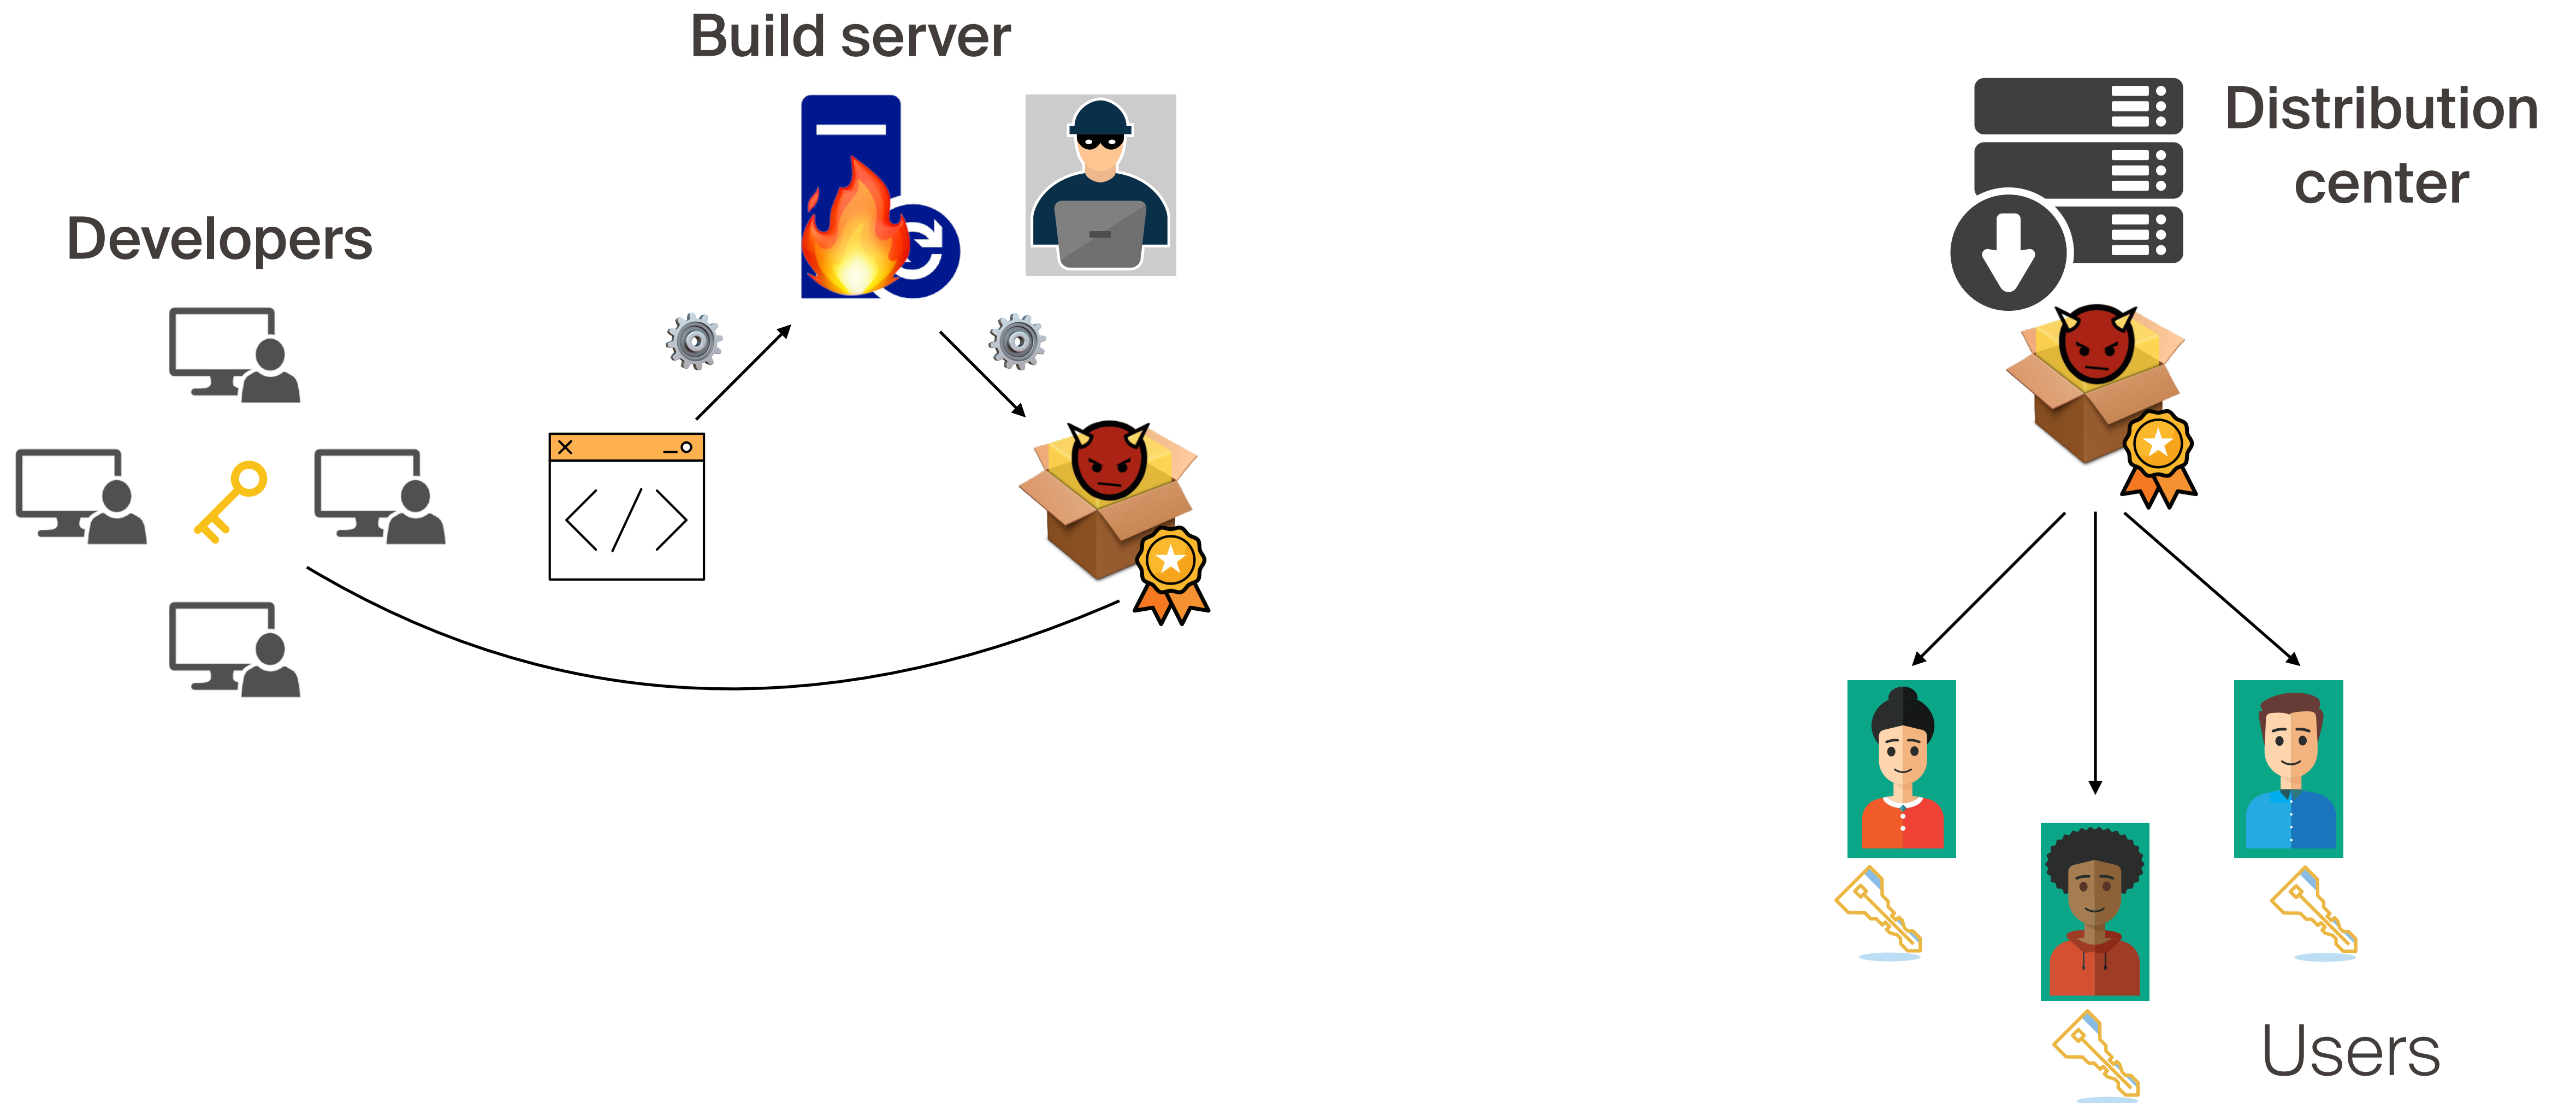 Build server
Distribution
center
Developers
Users